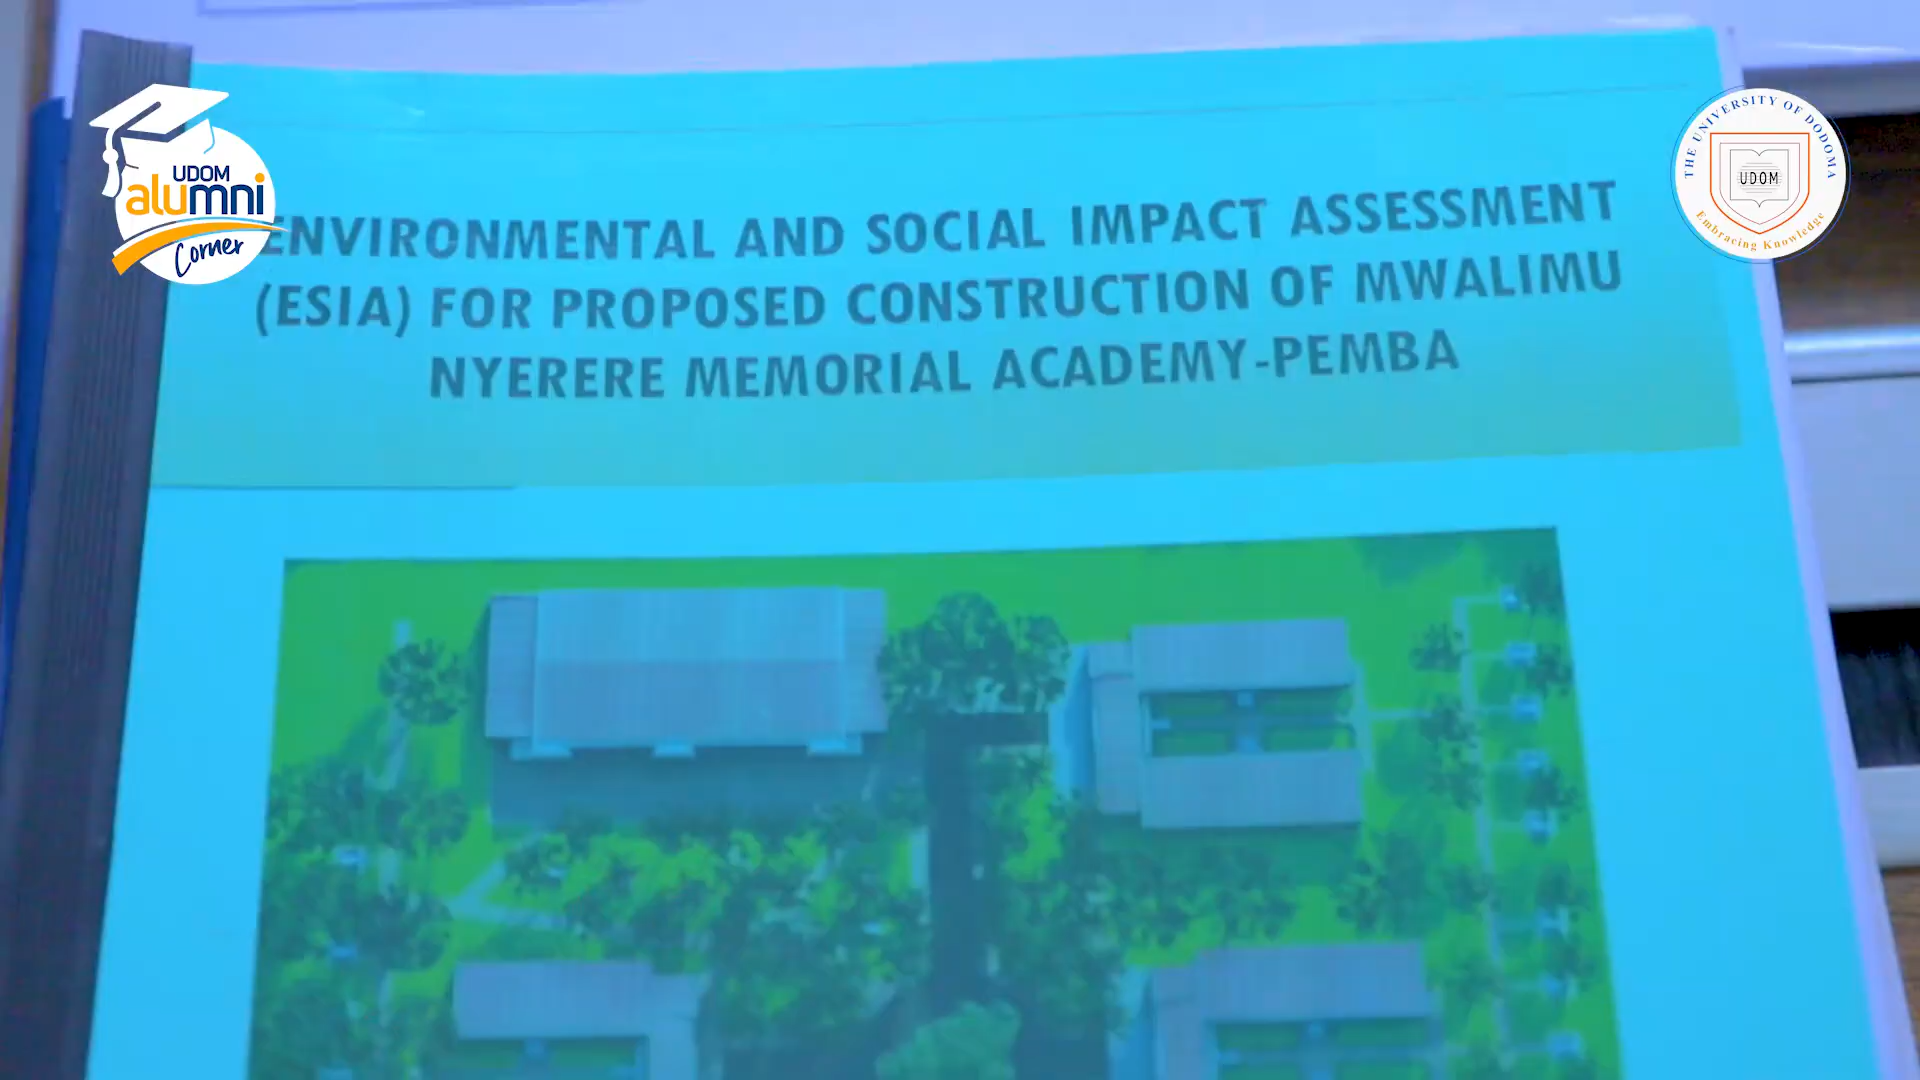 UDOM
alumni
Corner
THE UNIVERSITY OF DODOMA
UDOM
Embracing Knowledge
ENVIRONMENTAL AND SOCIAL IMPACT ASSESSMENT
(ESIA) FOR PROPOSED CONSTRUCTION OF MWALIMU
NYERERE MEMORIAL ACADEMY-PEMBA